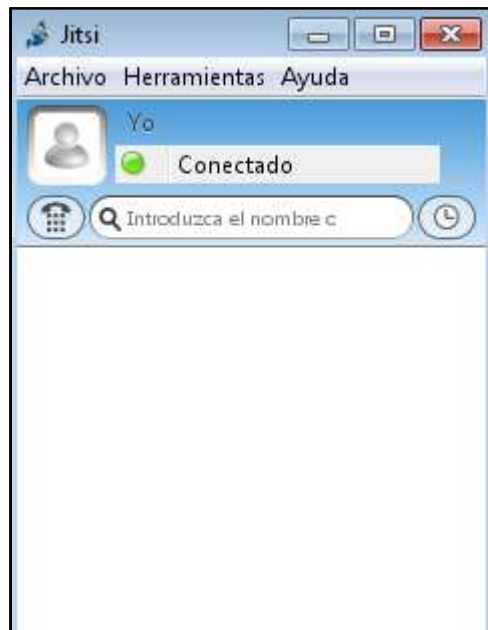 Jitsi
Archivo Herramientas Ayuda
Yo
Conectado
Introduzca el nombre c